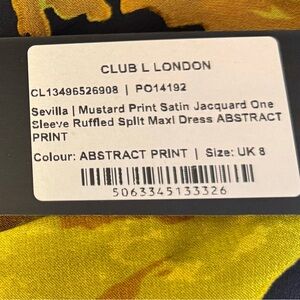 CLUB L LONDON
CL13496526908 | PO14192
Sevilla | Mustard Print Satin Jacquard One
Sleeve Ruffled Split Maxi Dress ABSTRACT
PRINT
Colour: ABSTRACT PRINT | Size: UK 8
5063345133326